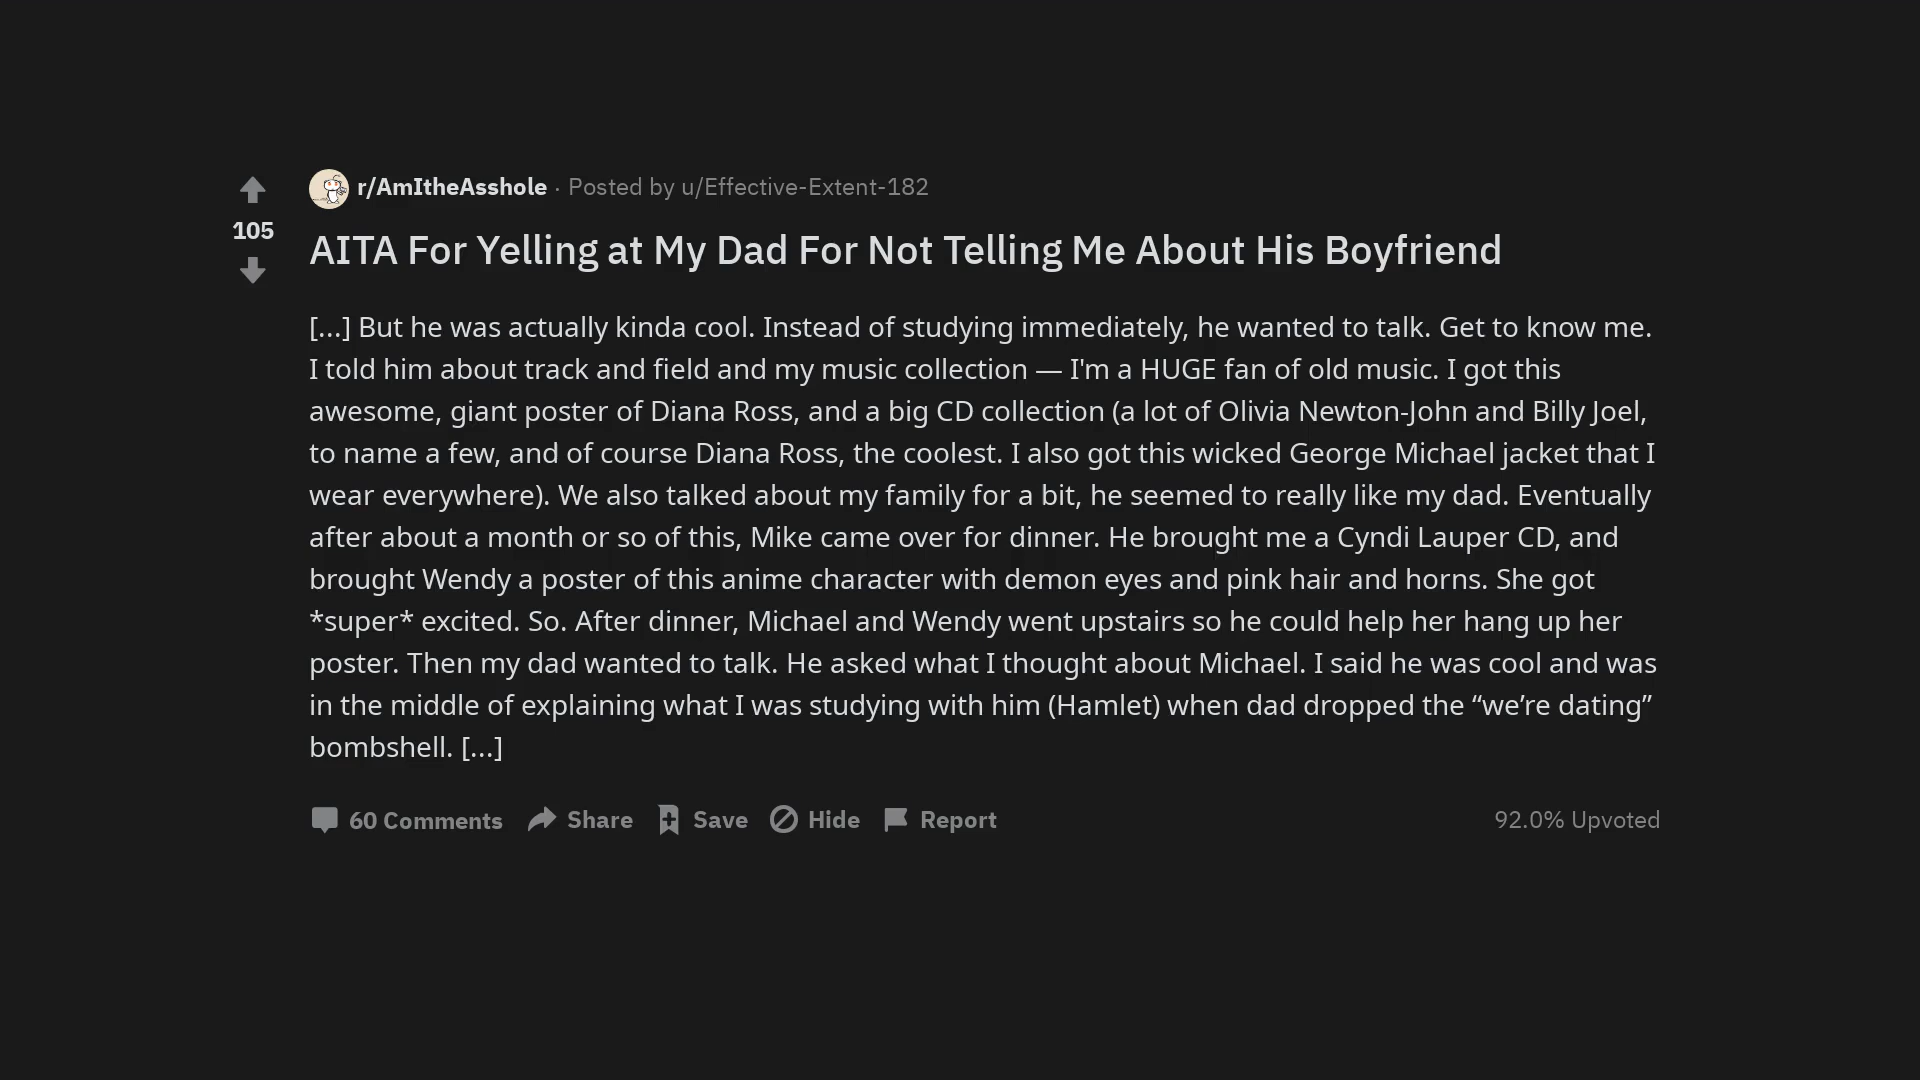 r/AmItheAsshole · Posted by u/Effective-Extent-182
105
AITA For Yelling at My Dad For Not Telling Me About His Boyfriend
[...] But he was actually kinda cool. Instead of studying immediately, he wanted to talk. Get to know me.
I told him about track and field and my music collection — I'm a HUGE fan of old music. I got this
awesome, giant poster of Diana Ross, and a big CD collection (a lot of Olivia Newton-John and Billy Joel,
to name a few, and of course Diana Ross, the coolest. I also got this wicked George Michael jacket that I
wear everywhere). We also talked about my family for a bit, he seemed to really like my dad. Eventually
after about a month or so of this, Mike came over for dinner. He brought me a Cyndi Lauper CD, and
brought Wendy a poster of this anime character with demon eyes and pink hair and horns. She got
*super* excited. So. After dinner, Michael and Wendy went upstairs so he could help her hang up her
poster. Then my dad wanted to talk. He asked what I thought about Michael. I said he was cool and was
in the middle of explaining what I was studying with him (Hamlet) when dad dropped the “we’re dating”
bombshell. [...]
60 Comments Share Save Hide Report 92.0% Upvoted